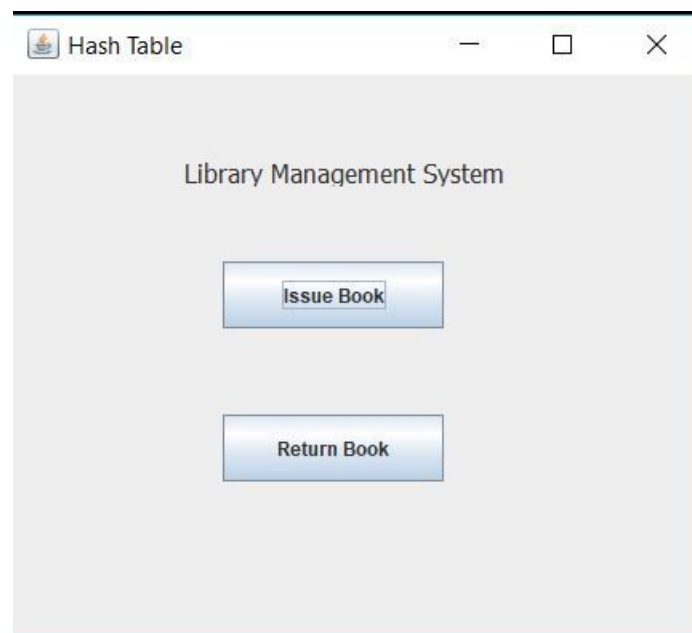 Hash Table
Library Management System
Issue Book
Return Book